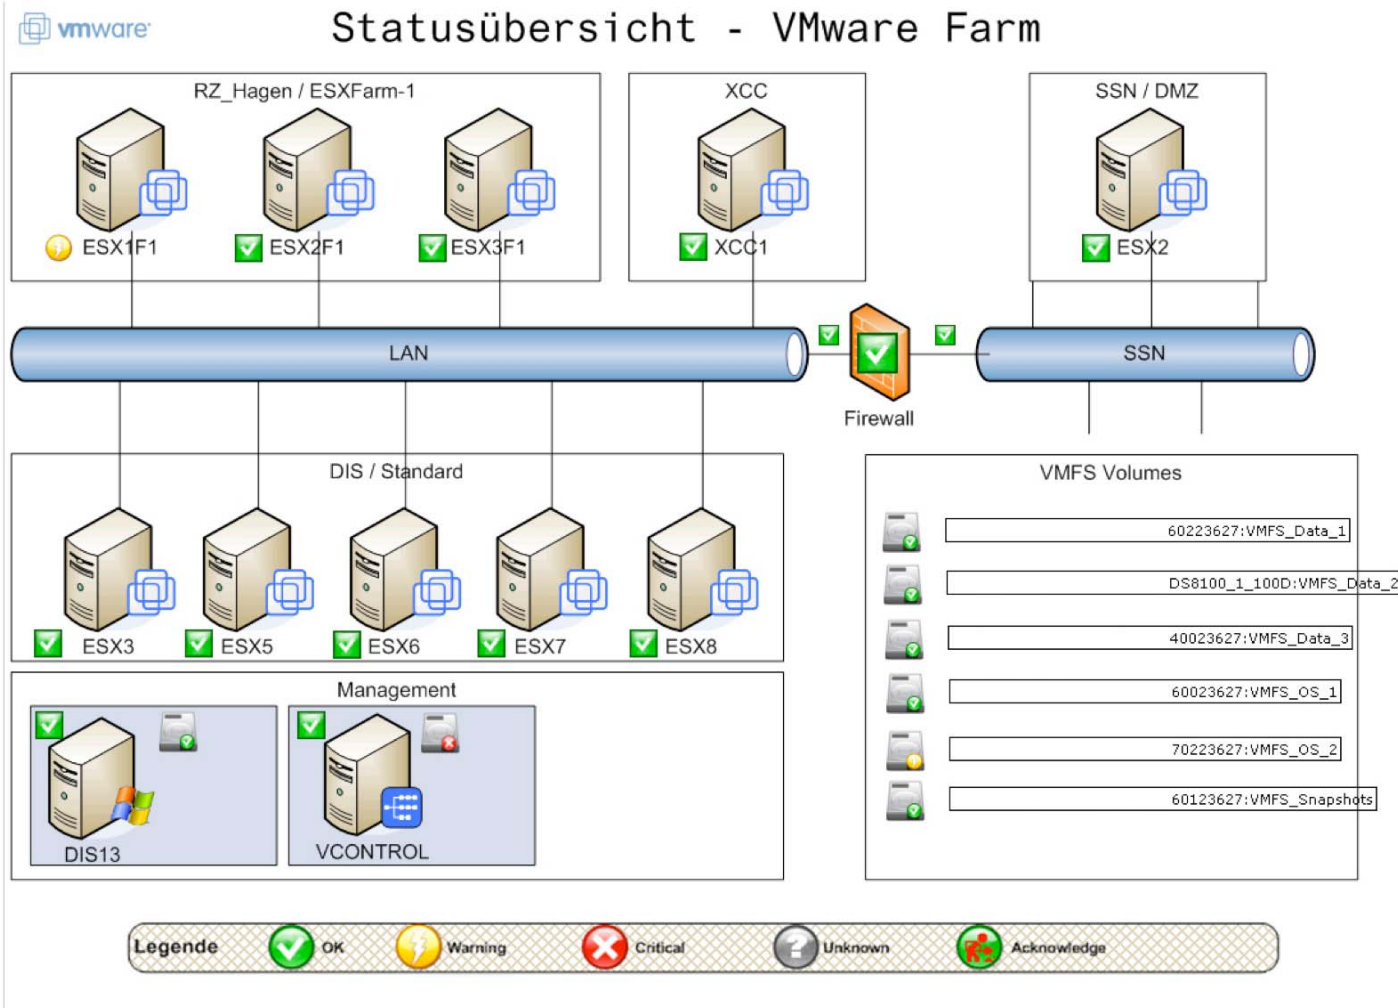 vmware
Statusübersicht - VMware Farm
RZ_Hagen / ESXFarm-1
ESX1F1
ESX2F1
ESX3F1
XCC
XCC1
SSN / DMZ
ESX2
LAN
Firewall
SSN
DIS / Standard
ESX3
ESX5
ESX6
ESX7
ESX8
Management
DIS13
VCONTROL
VMFS Volumes
60223627:VMFS_Data_1
DS8100_1_100D:VMFS_Data_2
40023627:VMFS_Data_3
60023627:VMFS_OS_1
70223627:VMFS_OS_2
60123627:VMFS_Snapshots
Legende OK Warning Critical Unknown Acknowledge